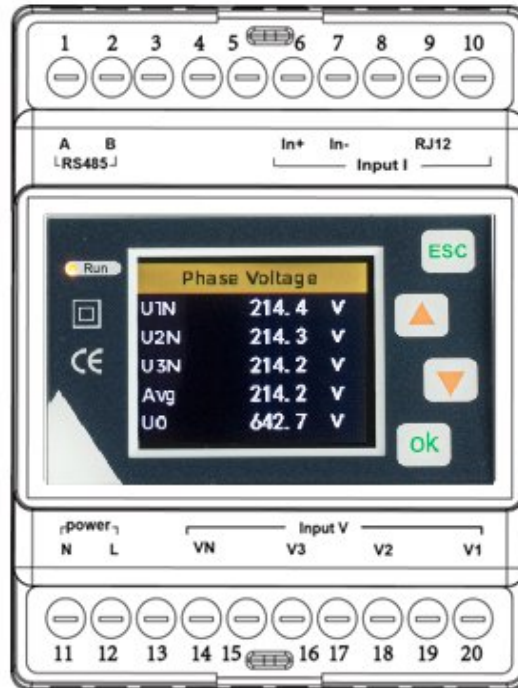 1 2 3 4 5 6 7 8 9 10
A B In+ In- RJ12
RS485 Input I
ESC
Run
Phase Voltage
U1N 214.4 V
U2N 214.3 V
U3N 214.2 V
Avg 214.2 V
U0 642.7 V
CE
ok
power Input V
N L VN V3 V2 V1
11 12 13 14 15 16 17 18 19 20